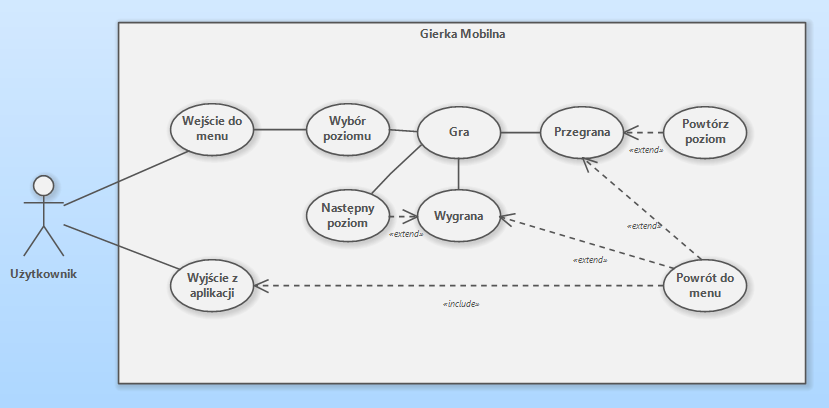 Gierka Mobilna
Wejście do
menu
Wybór
poziomu
Gra
Przegrana
Powtórz
poziom
«extend»
Następny
poziom
«extend»
Wygrana
«extend»
«extend»
Użytkownik
Wyjście z
aplikacji
«include»
Powrót do
menu